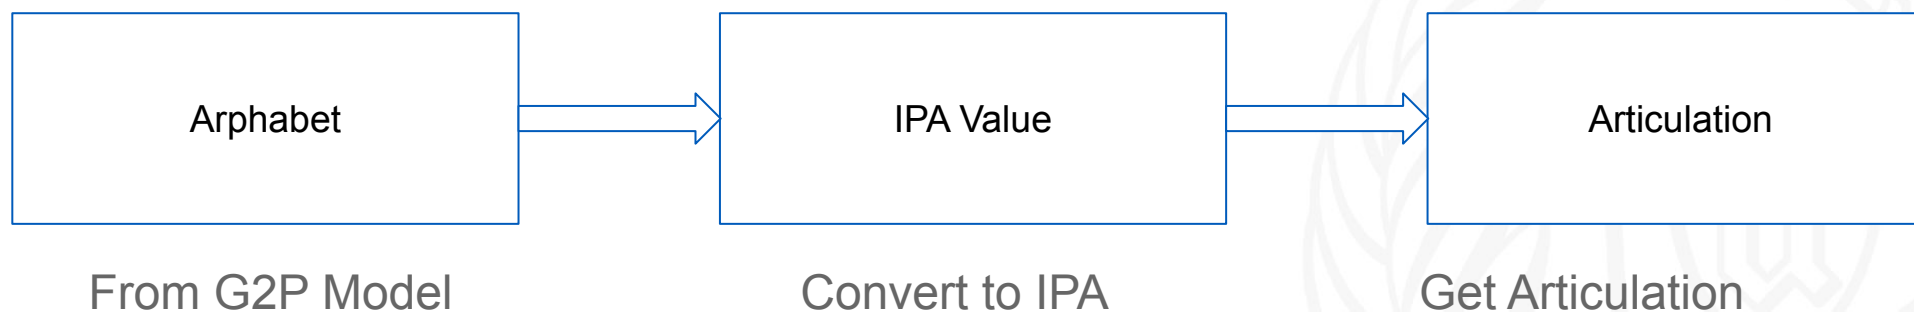 Arphabet
IPA Value
Articulation
From G2P Model
Convert to IPA
Get Articulation